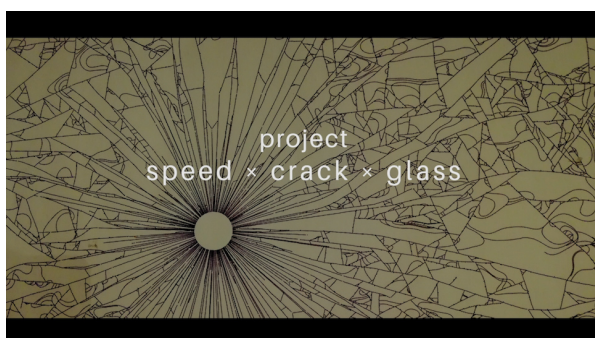 project
speed × crack × glass